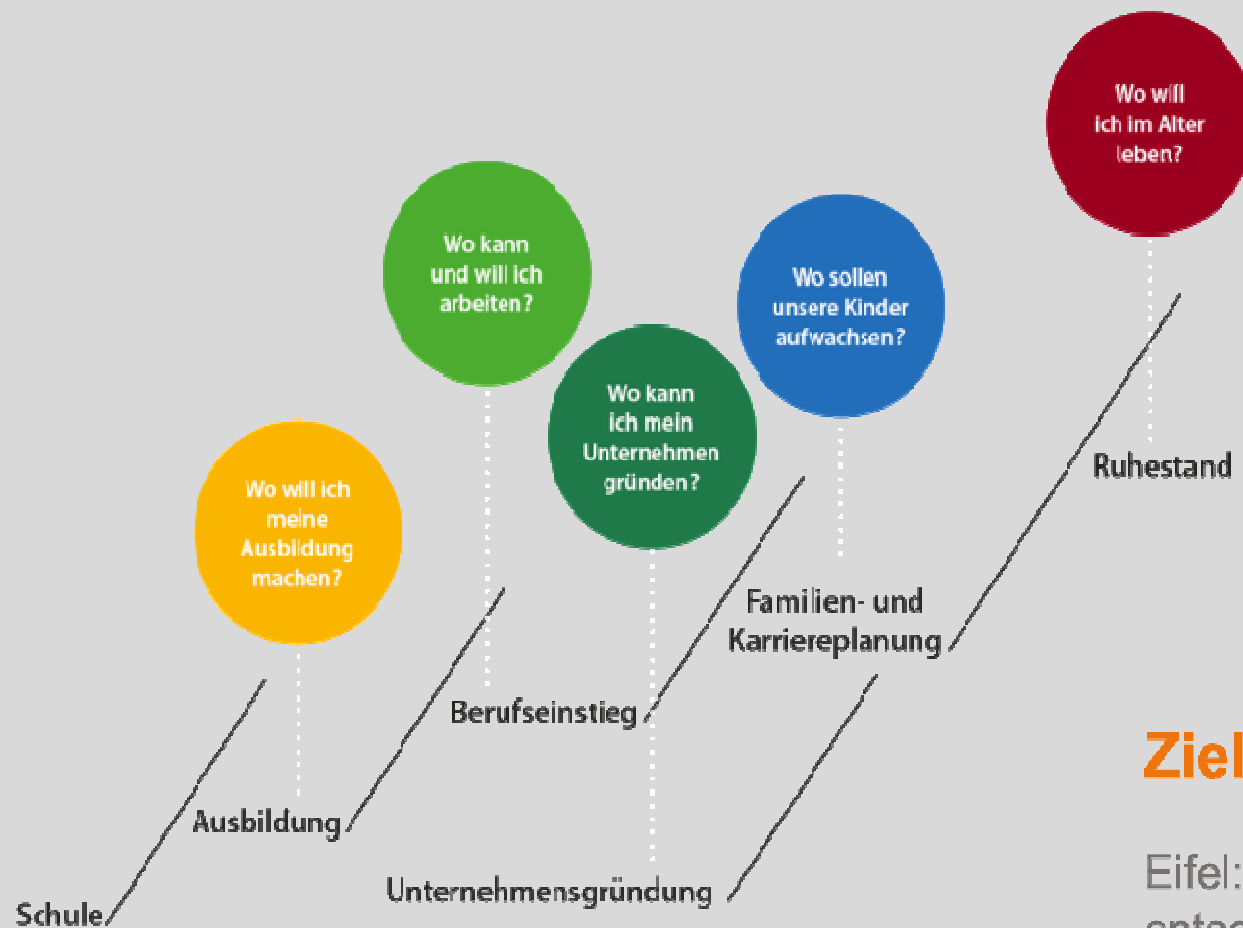 Wo will
ich im Alter
leben?
Wo kann
und will ich
arbeiten?
Wo sollen
unsere Kinder
aufwachsen?
Wo kann
ich mein
Unternehmen
gründen?
Wo will ich
meine
Ausbildung
machen?
Ruhestand
Familien- und
Karriereplanung
Berufseinstieg
Ausbildung
Unternehmensgründung
Schule
Ziel
Eifel: